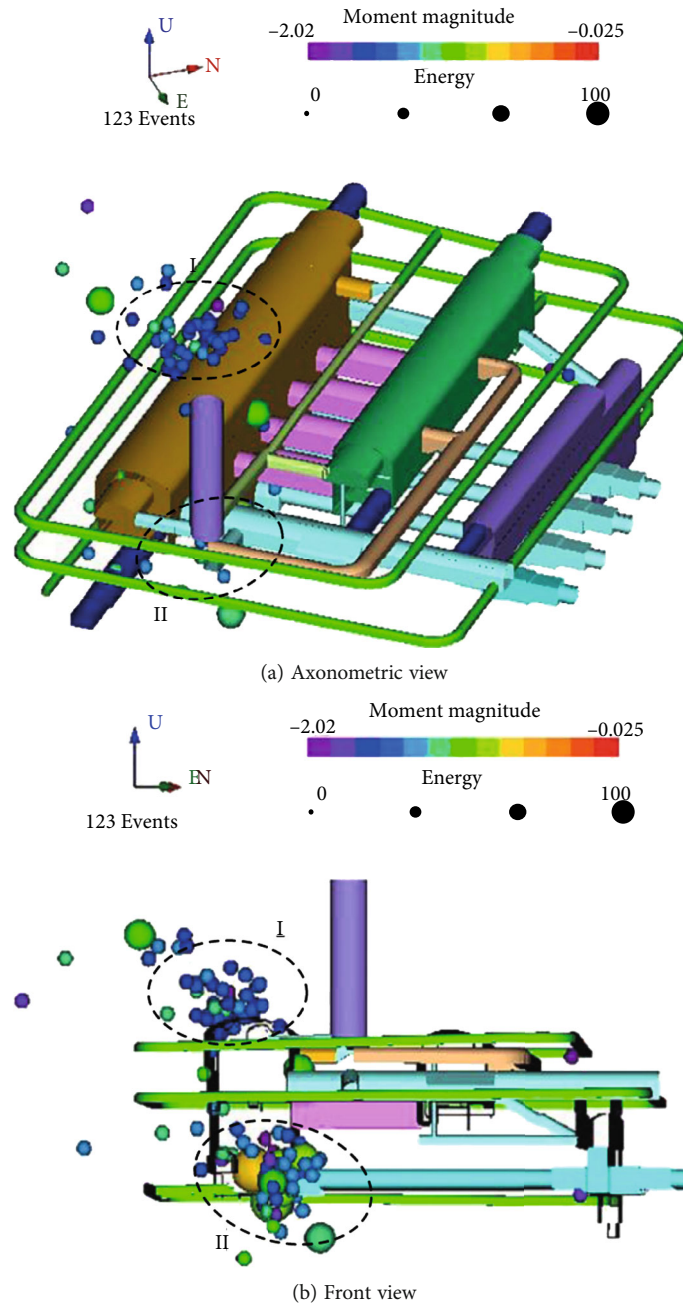 Moment magnitude
−2.02
−0.025
U
N
E
Energy
0
100
123 Events
I
II
(a) Axonometric view
Moment magnitude
−2.02
−0.025
U
EN
Energy
0
100
123 Events
I
II
(b) Front view